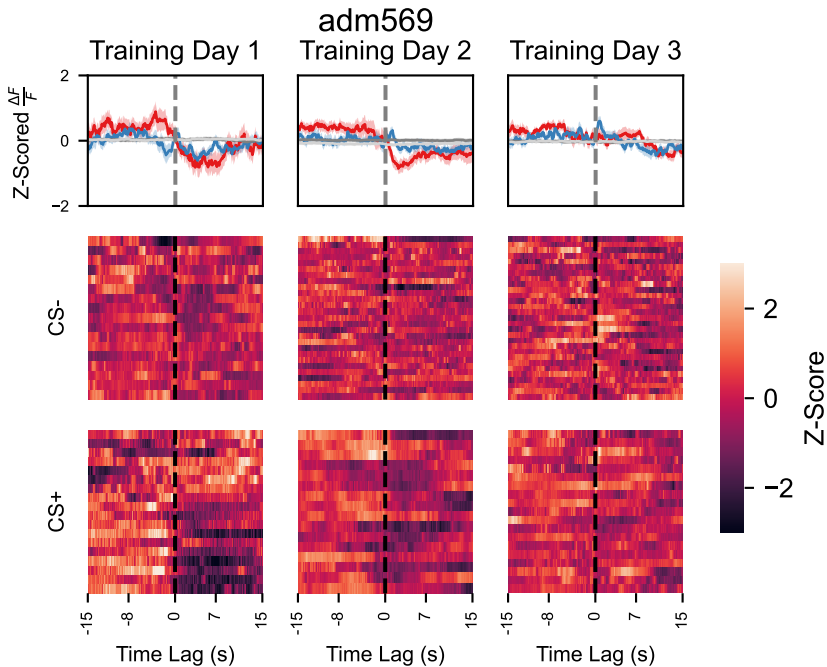 adm569
Training Day 1
Training Day 2
Training Day 3
Z-Scored ΔF/F
2
0
−2
CS-
CS+
2
0
−2
Z-Score
-15
-8
0
7
15
-15
-8
0
7
15
-15
-8
0
7
15
Time Lag (s)
Time Lag (s)
Time Lag (s)